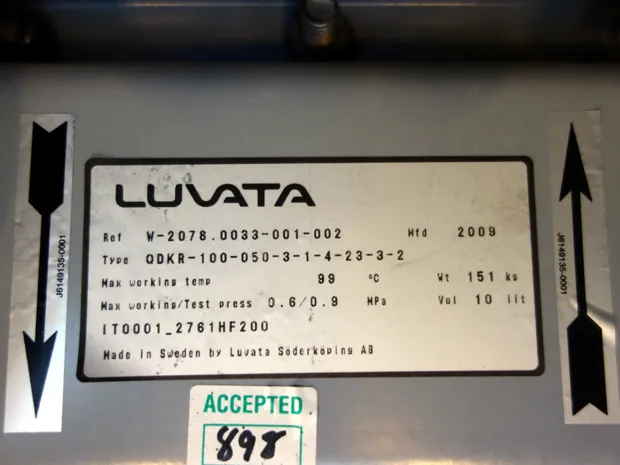 LUVATA
Ref W-2078.0033-001-002 Mfd 2009
Type QDKR-100-050-3-1-4-23-3-2
Max working temp 99 °C Wt 151 kg
Max working/Test press 0.6/0.9 MPa Vol 10 lit
IT0001_2761HF200
Made in Sweden by Luvata Söderköping AB
J6149135-0001
J6149135-0001
ACCEPTED
898